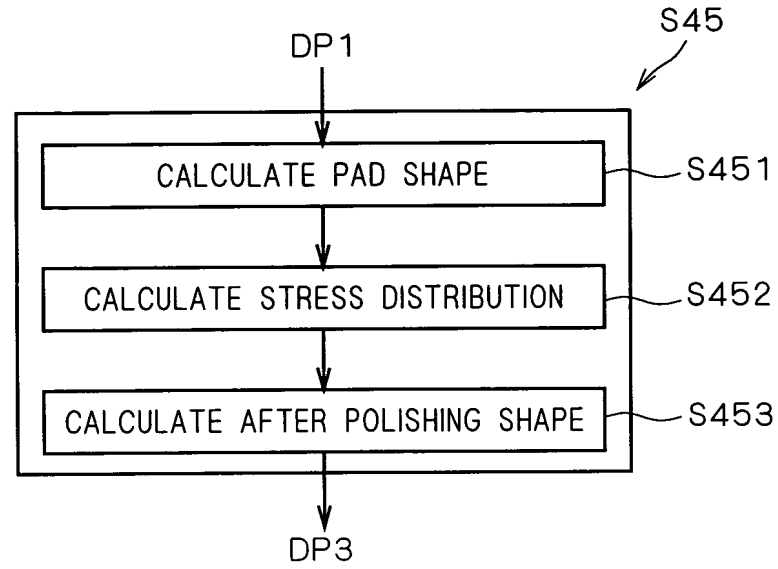 S45
DP1
CALCULATE PAD SHAPE
S451
CALCULATE STRESS DISTRIBUTION
S452
CALCULATE AFTER POLISHING SHAPE
S453
DP3